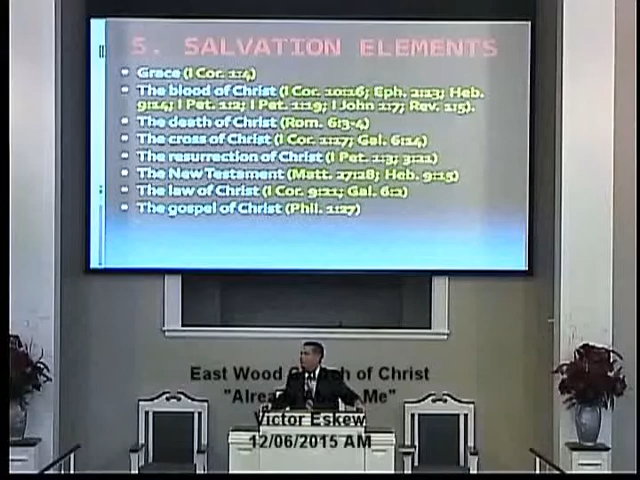 5. SALVATION ELEMENTS
Grace (I Cor. 1:4)
The blood of Christ (I Cor. 10:16; Eph. 2:13; Heb.
9:14; I Pet. 1:2; I Pet. 1:19; I John 1:7; Rev. 1:5).
The death of Christ (Rom. 6:3-4)
The cross of Christ (I Cor. 1:17; Gal. 6:14)
The resurrection of Christ (I Pet. 1:3; 3:21)
The New Testament (Matt. 27:28; Heb. 9:15)
The law of Christ (I Cor. 9:21; Gal. 6:2)
The gospel of Christ (Phil. 1:27)
East Wood Church of Christ
"Already Me"
Victor Eskew
12/06/2015 AM